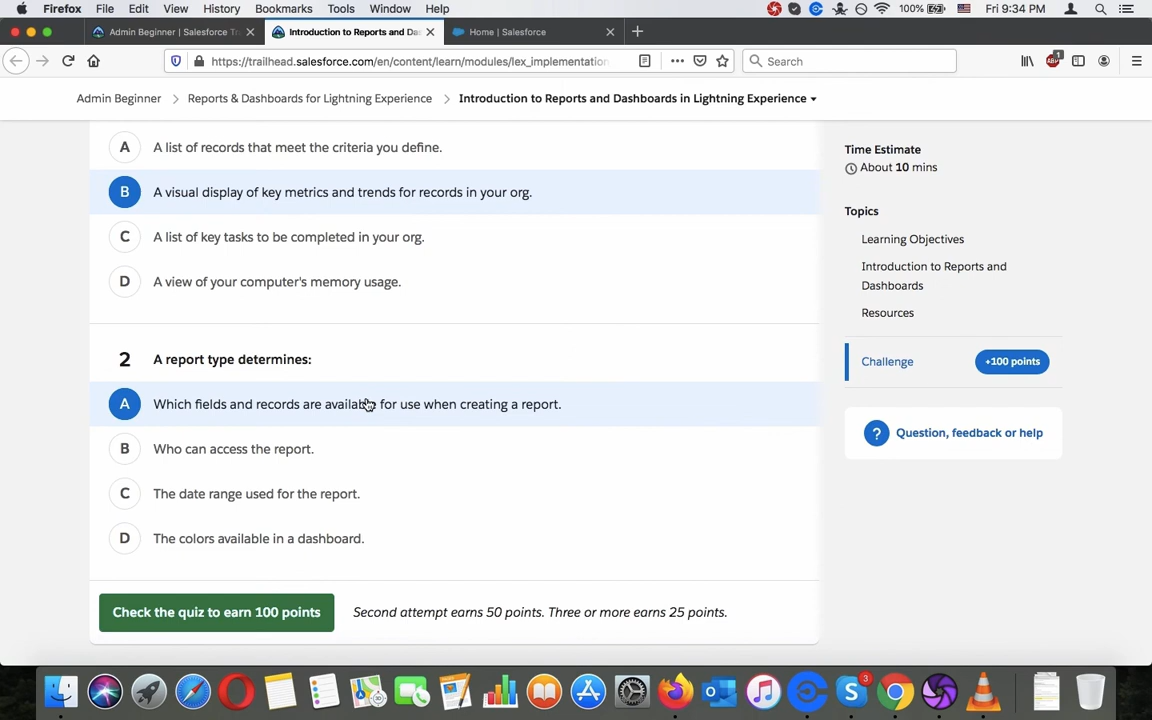 Firefox File Edit View History Bookmarks Tools Window Help 100% Fri 9:34 PM
Admin Beginner | Salesforce Tr Introduction to Reports and Da Home | Salesforce
https://trailhead.salesforce.com/en/content/learn/modules/lex_implementation Search 1
Admin Beginner Reports & Dashboards for Lightning Experience Introduction to Reports and Dashboards in Lightning Experience
A A list of records that meet the criteria you define.
B A visual display of key metrics and trends for records in your org.
C A list of key tasks to be completed in your org.
D A view of your computer's memory usage.
2 A report type determines:
A Which fields and records are available for use when creating a report.
B Who can access the report.
C The date range used for the report.
D The colors available in a dashboard.
Check the quiz to earn 100 points Second attempt earns 50 points. Three or more earns 25 points.
Time Estimate
About 10 mins
Topics
Learning Objectives
Introduction to Reports and
Dashboards
Resources
Challenge +100 points
? Question, feedback or help
3